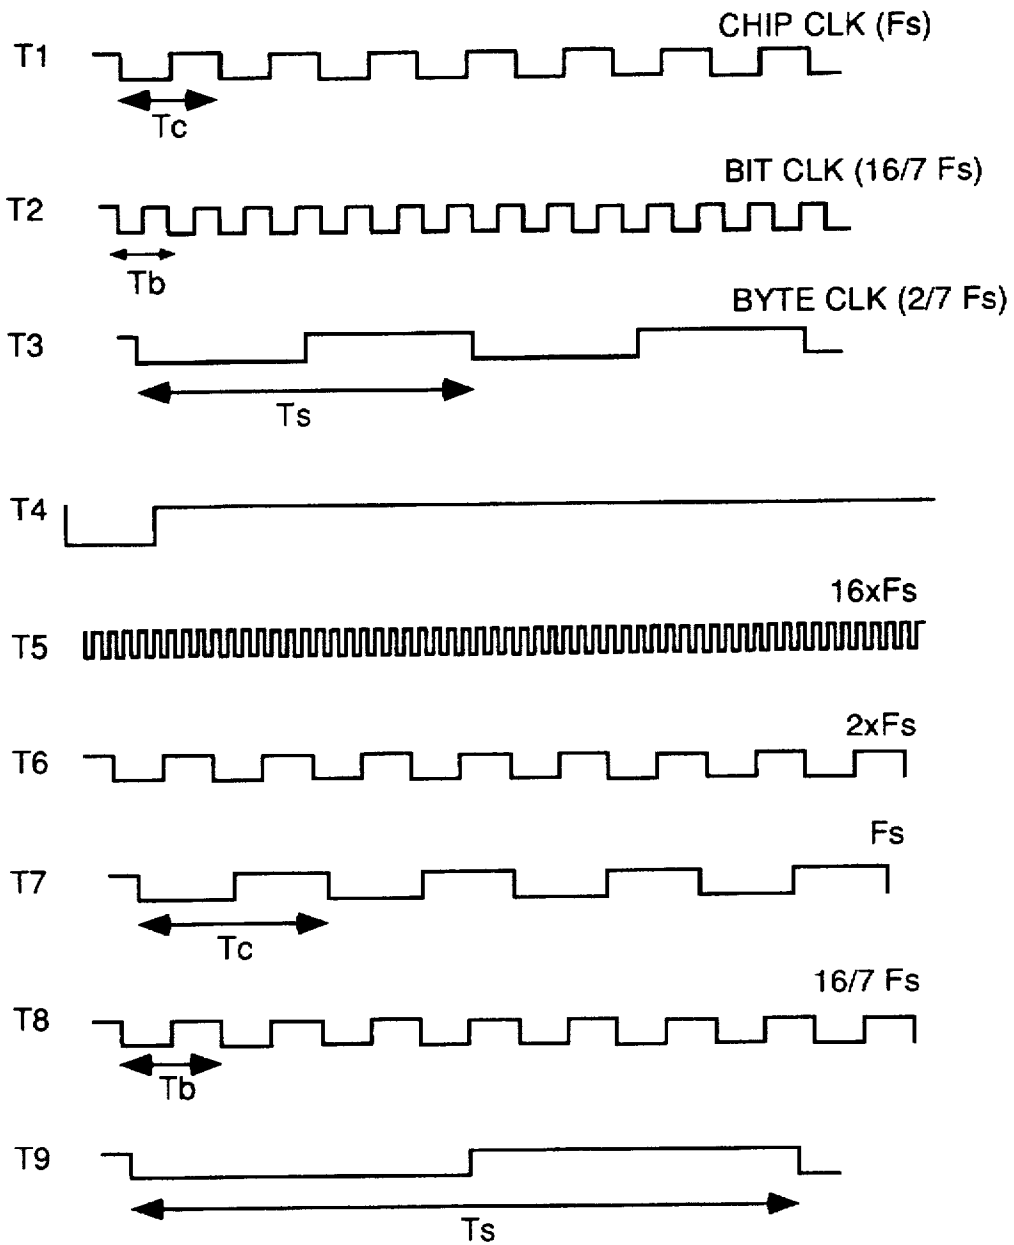 CHIP CLK (Fs)
T1
Tc
BIT CLK (16/7 Fs)
T2
Tb
BYTE CLK (2/7 Fs)
T3
Ts
T4
16xFs
T5
2xFs
T6
Fs
T7
Tc
16/7 Fs
T8
Tb
T9
Ts